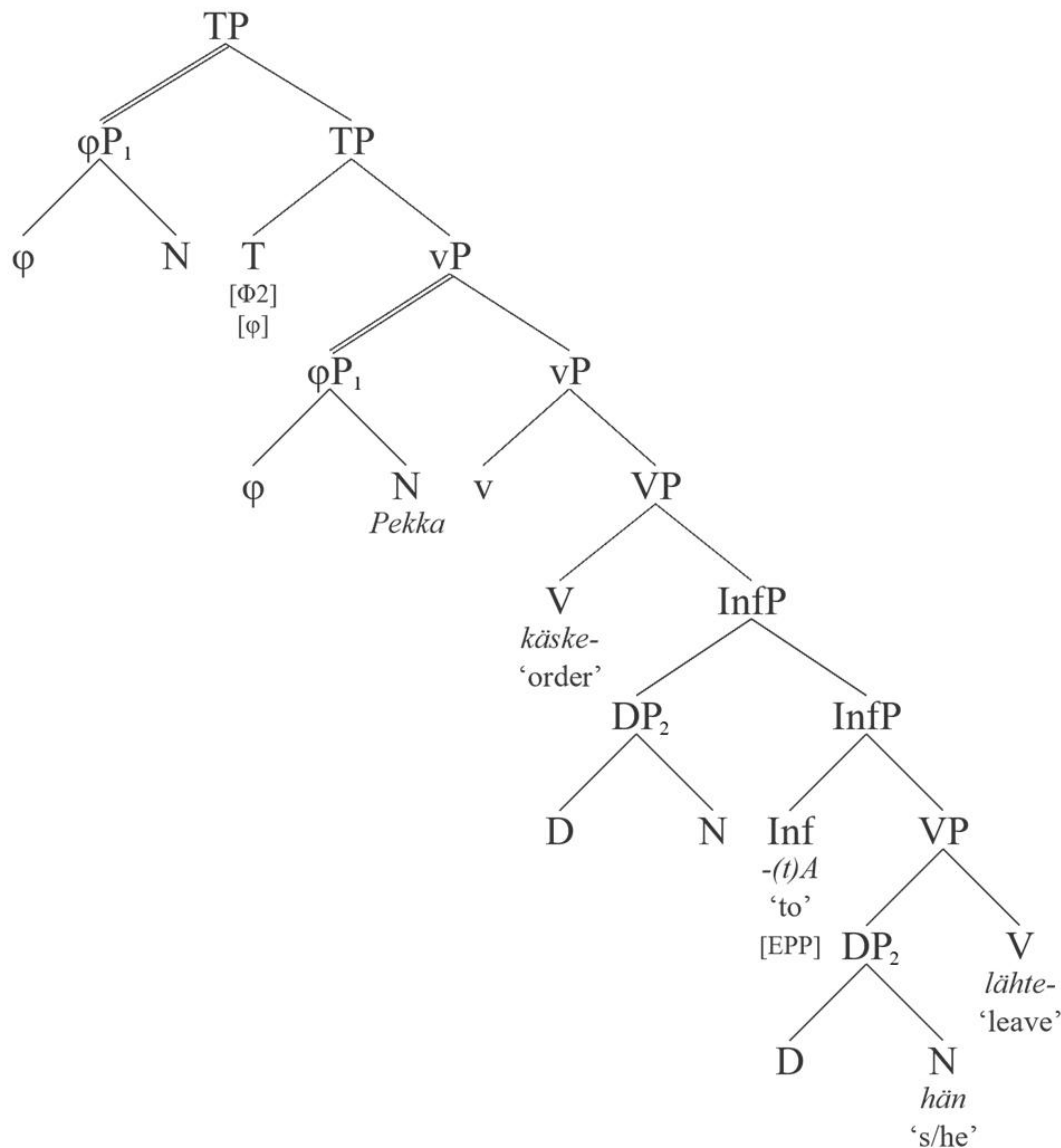 TP
φP₁ TP
φ N T vP
[Φ2]
[φ]
φP₁ vP
φ N v VP
Pekka
V InfP
käske-
‘order’
DP₂ InfP
D N Inf VP
-(t)A
‘to’
[EPP] DP₂ V
lähte-
‘leave’
D N
hän
‘s/he’